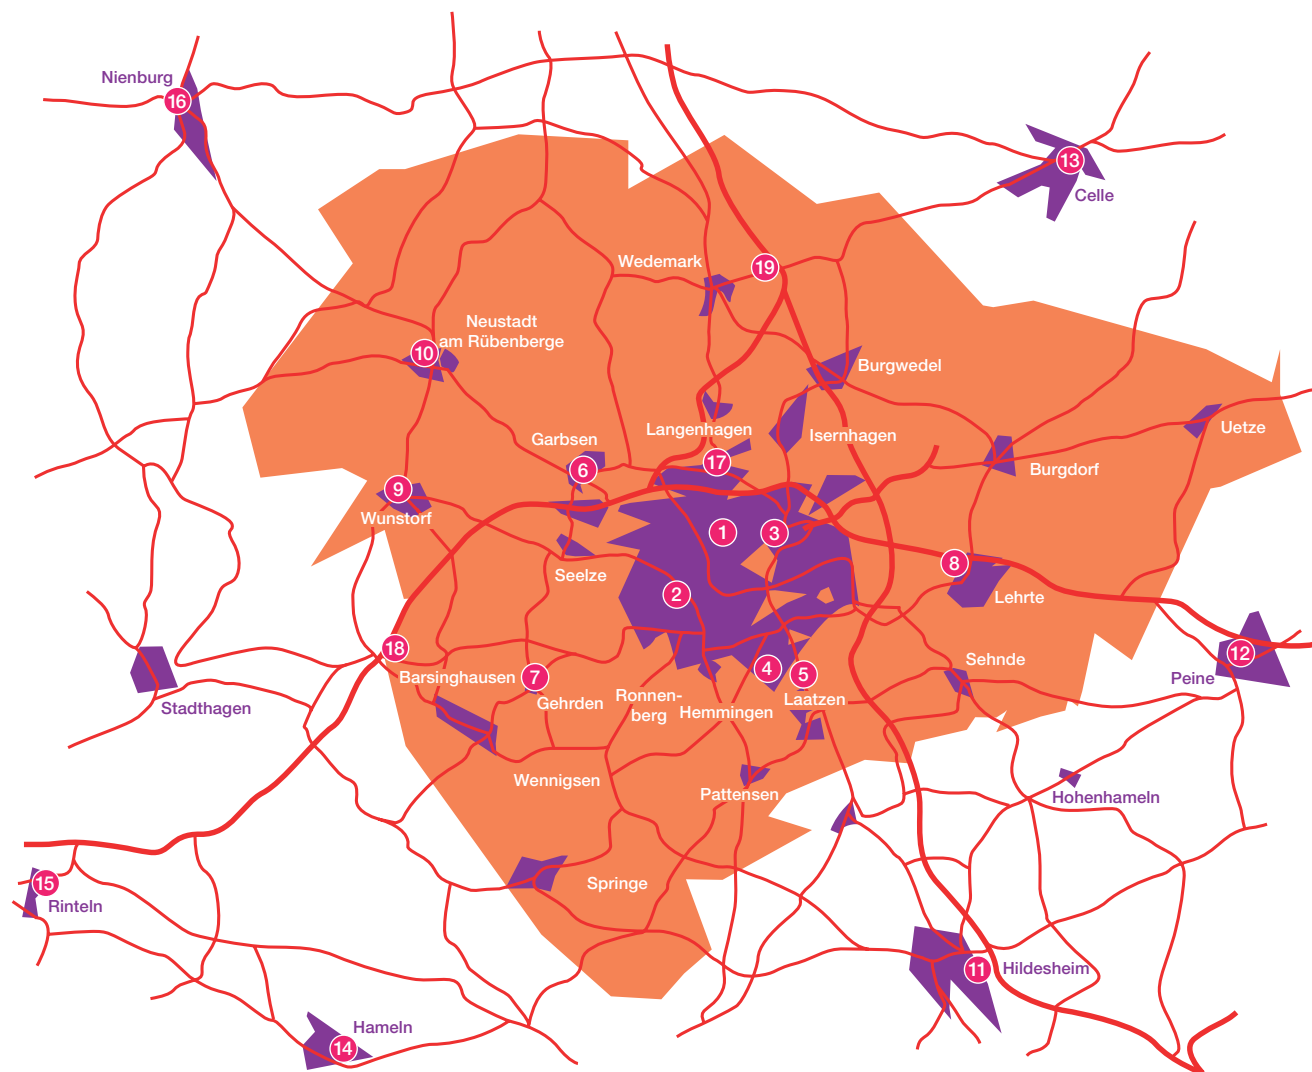 Nienburg
16
13
Celle
Wedemark
19
Neustadt
am Rübenberge
10
Burgwedel
Uetze
Langenhagen
Isernhagen
Garbsen
17
6
Burgdorf
9
Wunstorf
1
3
8
Seelze
2
Lehrte
18
12
Barsinghausen
7
4
5
Sehnde
Peine
Gehrden
Ronnen-
berg
Hemmingen
Laatzen
Stadthagen
Wennigsen
Pattensen
Hohenhameln
15
Rinteln
Springe
11
Hildesheim
Hameln
14